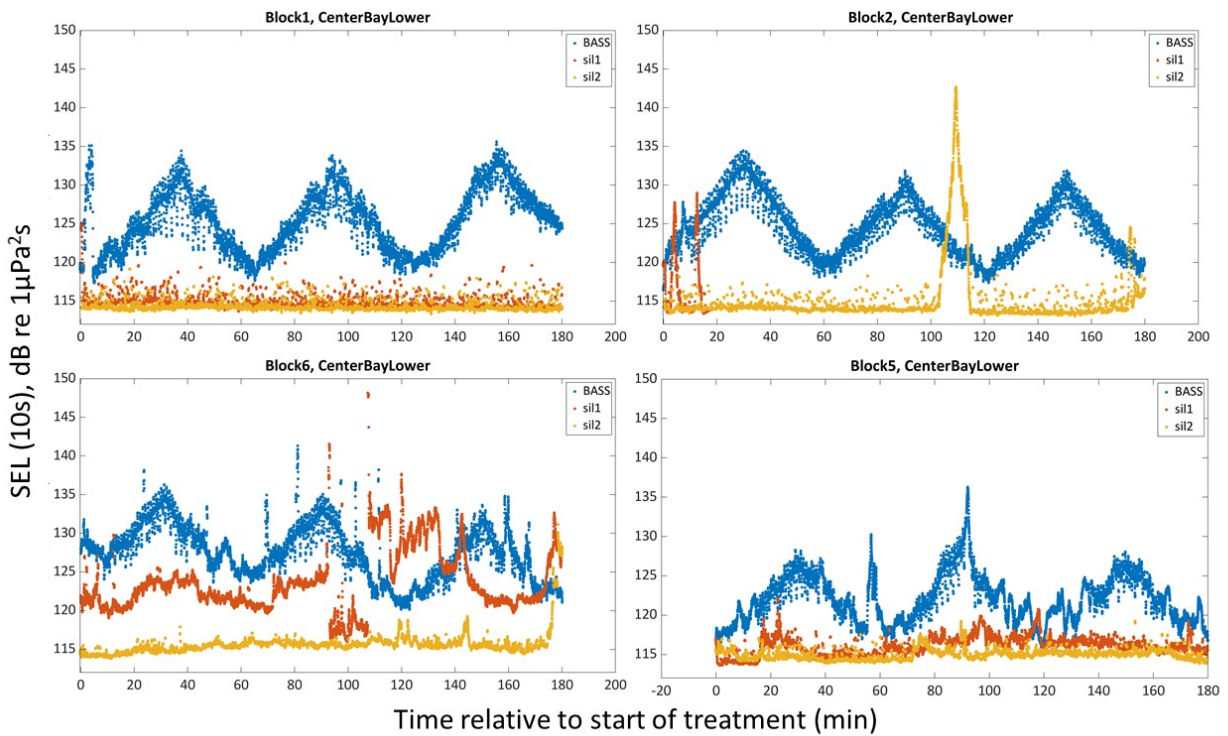 Block1, CenterBayLower
150
145
140
135
130
125
120
115
0 20 40 60 80 100 120 140 160 180 200
BASS
sil1
sil2
Block2, CenterBayLower
150
145
140
135
130
125
120
115
0 20 40 60 80 100 120 140 160 180 200
BASS
sil1
sil2
Block6, CenterBayLower
150
145
140
135
130
125
120
115
0 20 40 60 80 100 120 140 160 180 200
BASS
sil1
sil2
Block5, CenterBayLower
150
145
140
135
130
125
120
115
-20 0 20 40 60 80 100 120 140 160 180
BASS
sil1
sil2
SEL (10s), dB re 1µPa²s
Time relative to start of treatment (min)